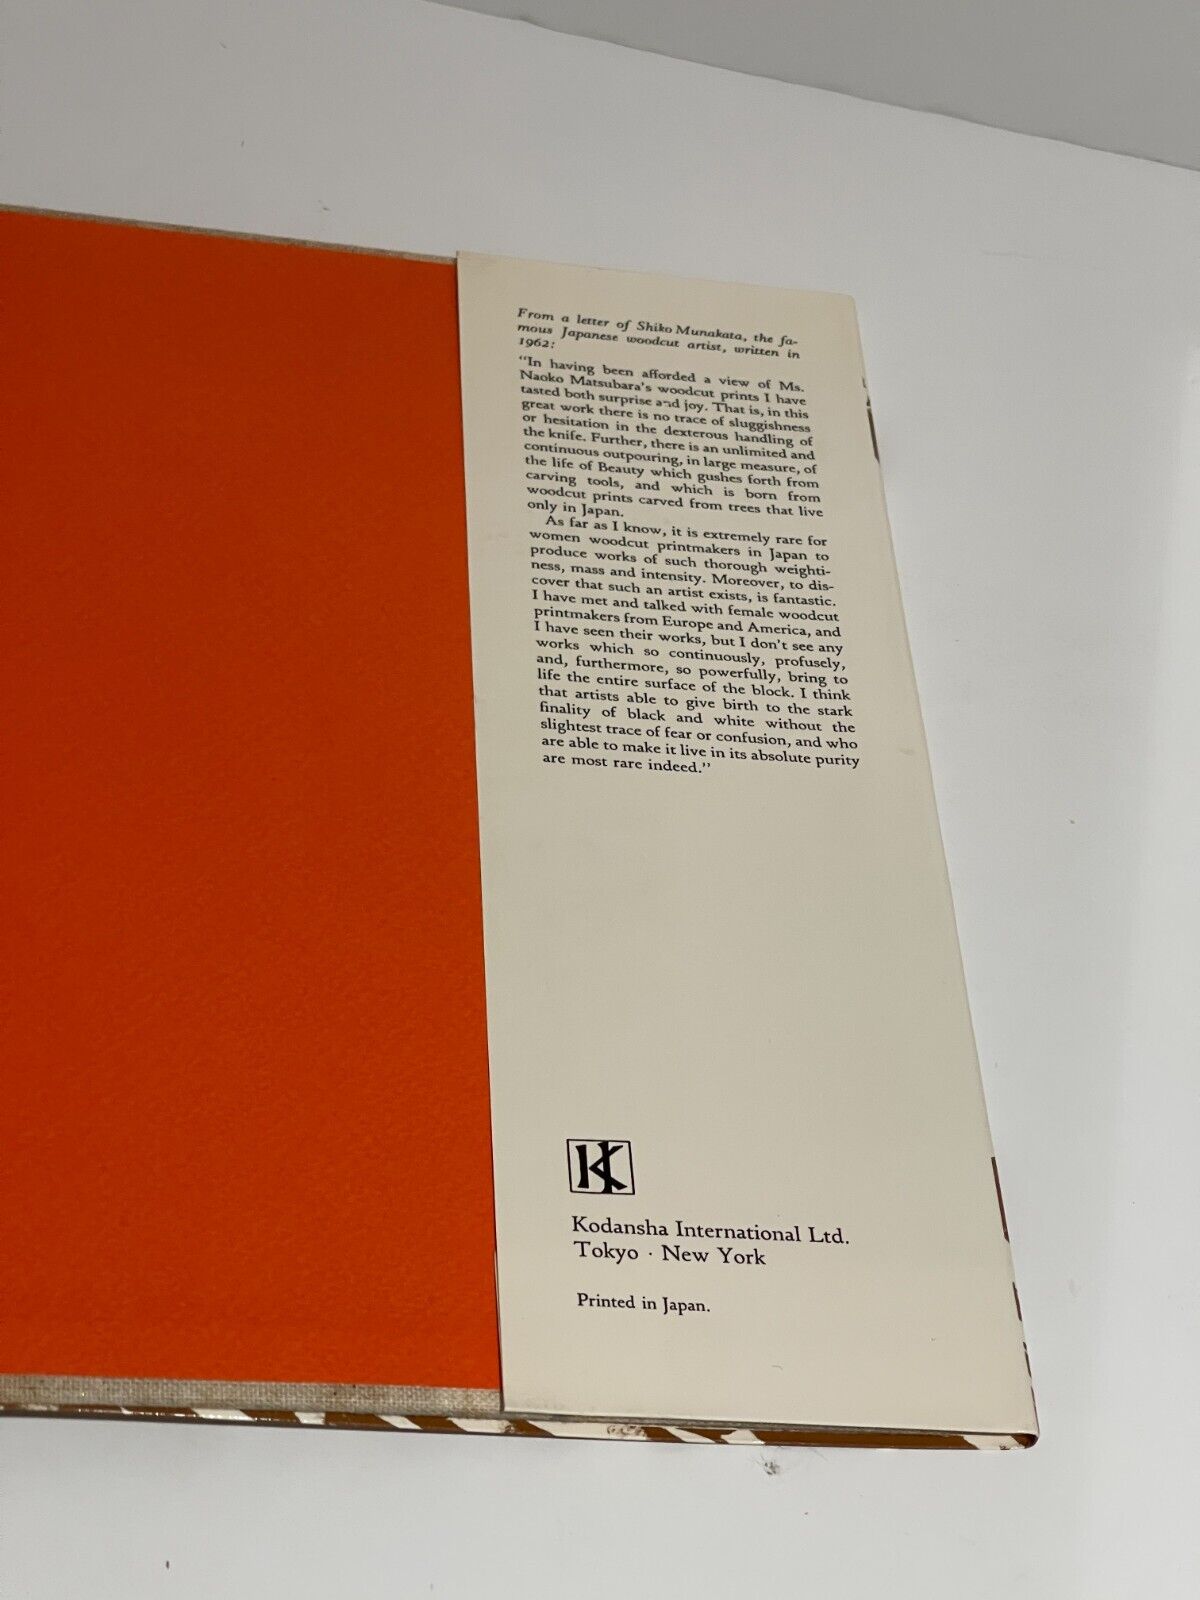 From a letter of Shiko Munakata, the fa-
mous Japanese woodcut artist, written in
1962:
“In having been afforded a view of Ms.
Naoko Matsubara's woodcut prints I have
tasted both surprise and joy. That is, in this
great work there is no trace of sluggishness
or hesitation in the dexterous handling of
the knife. Further, there is an unlimited and
continuous outpouring, in large measure, of
the life of Beauty which gushes forth from
carving tools, and which is born from
woodcut prints carved from trees that live
only in Japan.
As far as I know, it is extremely rare for
women woodcut printmakers in Japan to
produce works of such thorough weighti-
ness, mass and intensity. Moreover, to dis-
cover that such an artist exists, is fantastic.
I have met and talked with female woodcut
printmakers from Europe and America, and
I have seen their works, but I don't see any
works which so continuously, profusely,
and, furthermore, so powerfully, bring to
life the entire surface of the block. I think
that artists able to give birth to the stark
finality of black and white without the
slightest trace of fear or confusion, and who
are able to make it live in its absolute purity
are most rare indeed.”
K
Kodansha International Ltd.
Tokyo · New York
Printed in Japan.